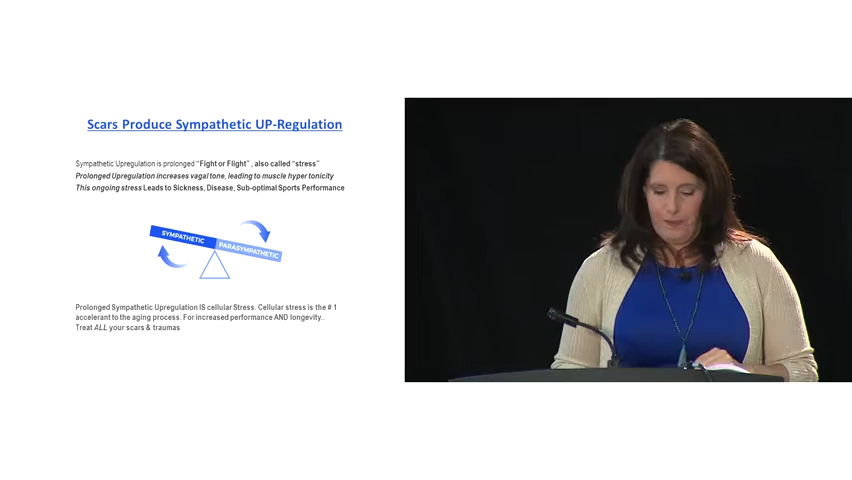 Scars Produce Sympathetic UP-Regulation
Sympathetic Upregulation is prolonged "Fight or Flight" , also called "stress"
Prolonged Upregulation increases vagal tone, leading to muscle hyper tonicity
This ongoing stress Leads to Sickness, Disease, Sub-optimal Sports Performance
SYMPATHETIC
PARASYMPATHETIC
Prolonged Sympathetic Upregulation IS cellular Stress. Cellular stress is the # 1
accelerant to the aging process. For increased performance AND longevity..
Treat ALL your scars & traumas